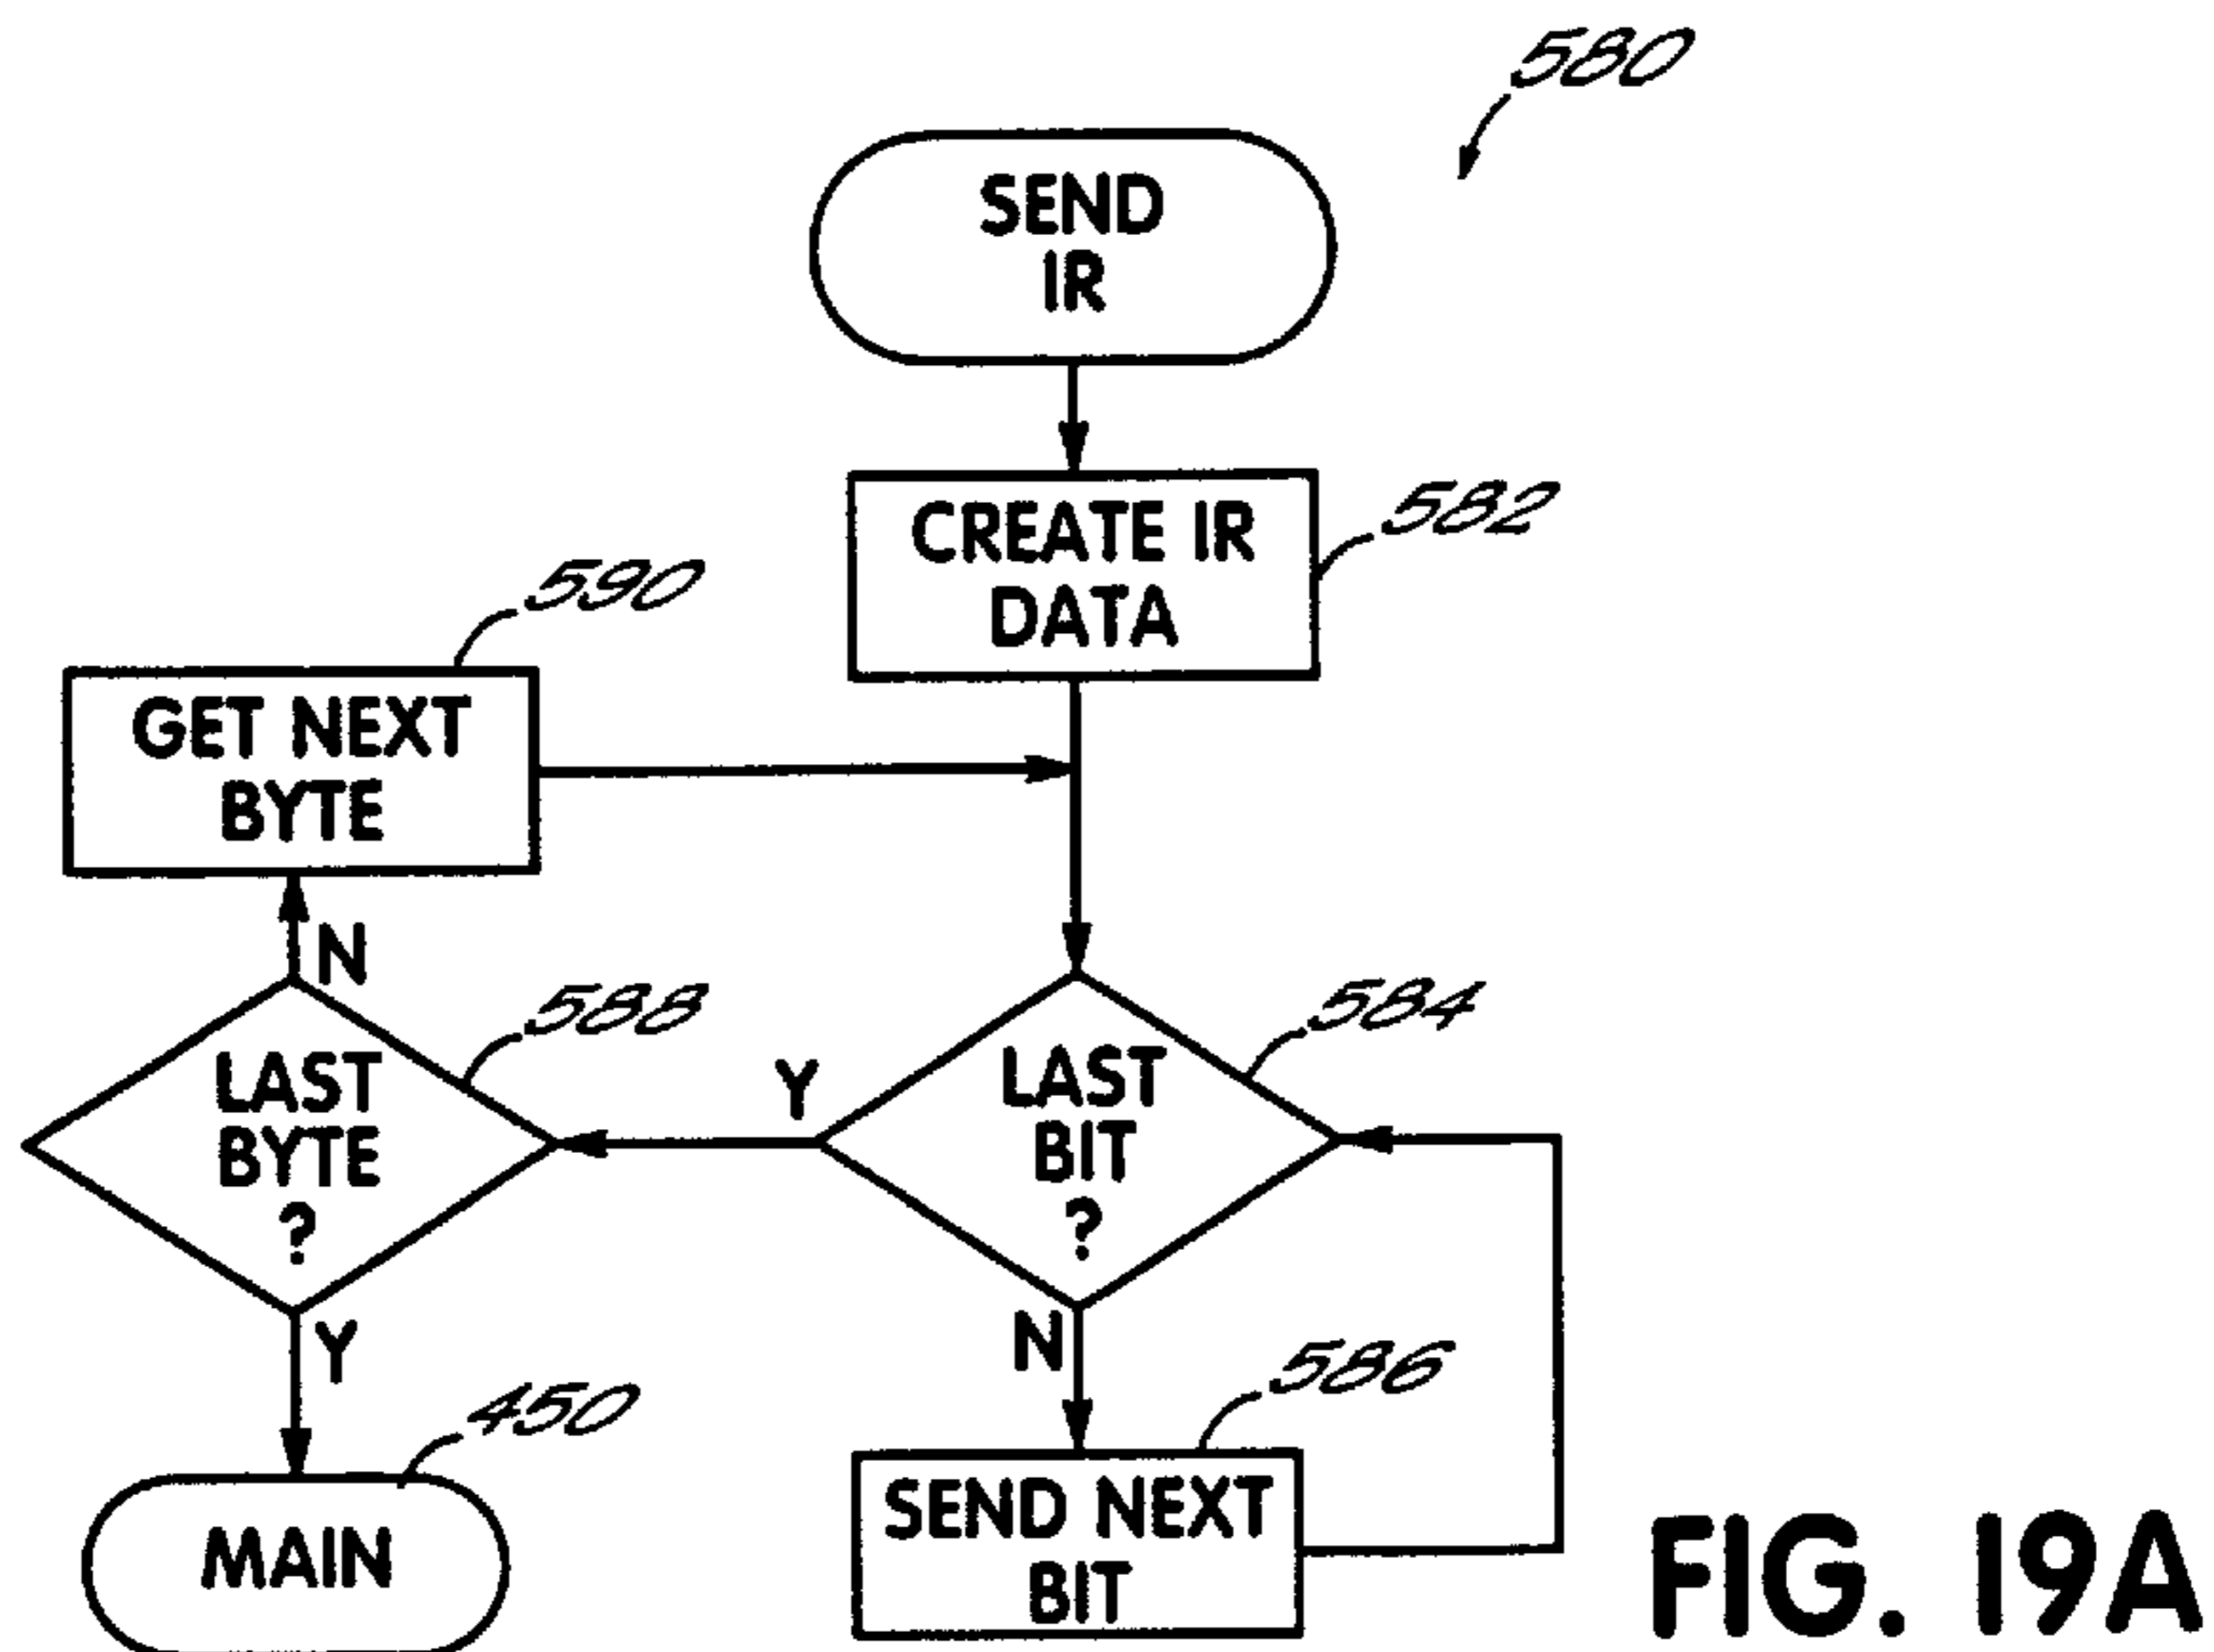 580
SEND
IR
CREATE IR
DATA
582
590
GET NEXT
BYTE
N
588
584
LAST
BYTE
?
Y
LAST
BIT
?
Y
N
450
586
MAIN
SEND NEXT
BIT
FIG. 19A